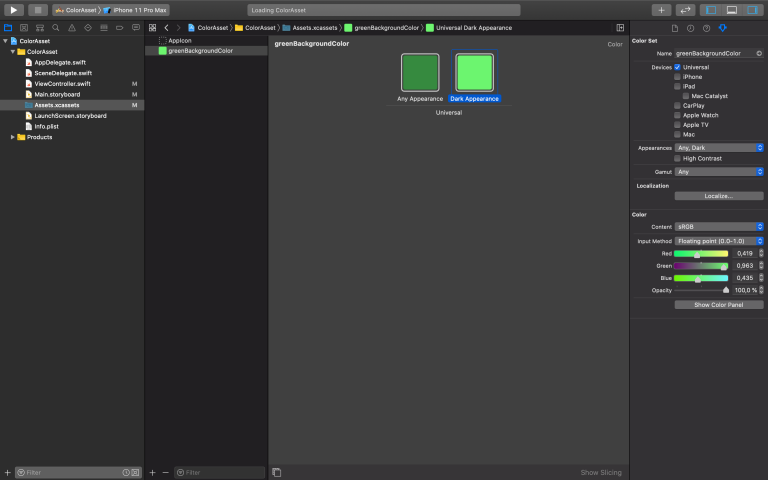 ColorAsset
iPhone 11 Pro Max
Loading ColorAsset
ColorAsset
ColorAsset
AppDelegate.swift
SceneDelegate.swift
ViewController.swift M
Main.storyboard M
Assets.xcassets M
LaunchScreen.storyboard
Info.plist
Products
Filter
ColorAsset
ColorAsset
Assets.xcassets
greenBackgroundColor
Universal Dark Appearance
AppIcon
greenBackgroundColor
Filter
greenBackgroundColor
Color
Any Appearance
Dark Appearance
Universal
Show Slicing
Color Set
Name greenBackgroundColor
Devices Universal
iPhone
iPad
Mac Catalyst
CarPlay
Apple Watch
Apple TV
Mac
Appearances Any, Dark
High Contrast
Gamut Any
Localization
Localize...
Color
Content sRGB
Input Method Floating point (0.0-1.0)
Red 0,419
Green 0,963
Blue 0,435
Opacity 100,0 %
Show Color Panel